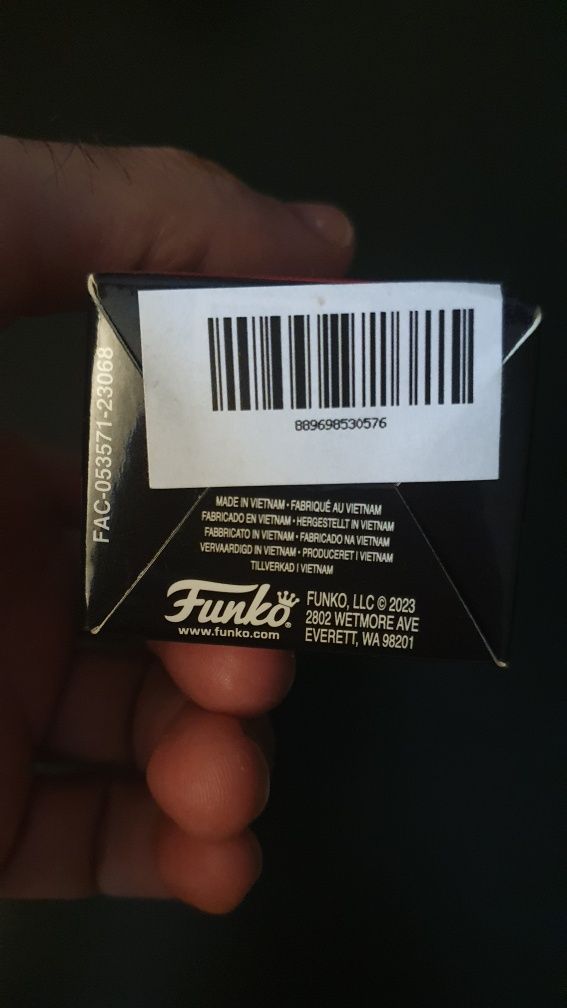 889698530576
FAC-053571-23068
MADE IN VIETNAM • FABRIQUÉ AU VIETNAM
FABRICADO EN VIETNAM • HERGESTELLT IN VIETNAM
FABBRICATO IN VIETNAM • FABRICADO NA VIETNAM
VERVAARDIGD IN VIETNAM • PRODUCERET I VIETNAM
TILLVERKAD I VIETNAM
Funko®
www.funko.com
FUNKO, LLC © 2023
2802 WETMORE AVE
EVERETT, WA 98201